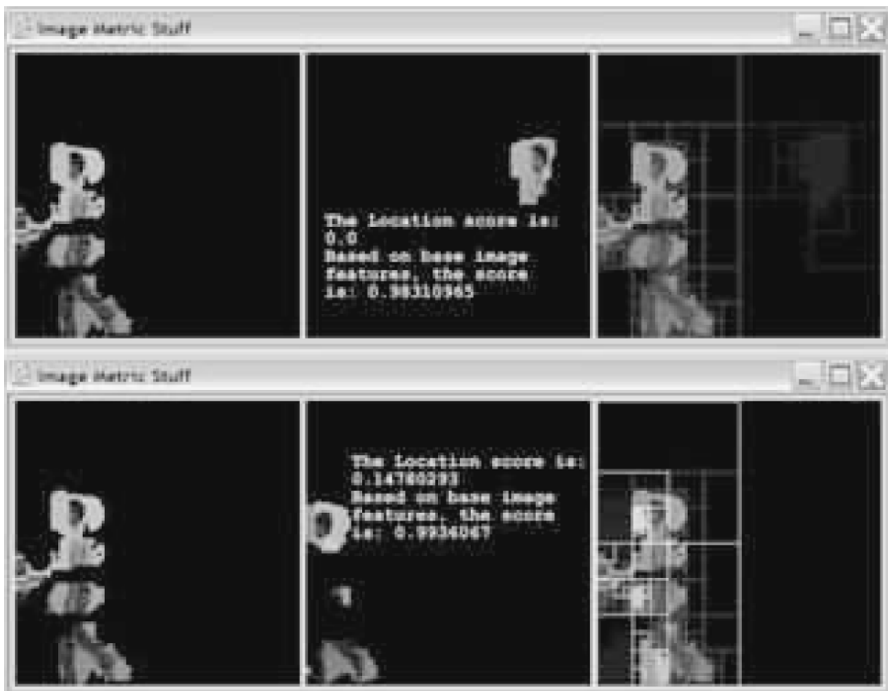 Image Metric Stuff
The Location score is:
0.0
Based on base image
features, the score
is: 0.98310965
Image Metric Stuff
The Location score is:
0.14780293
Based on base image
features, the score
is: 0.9936067